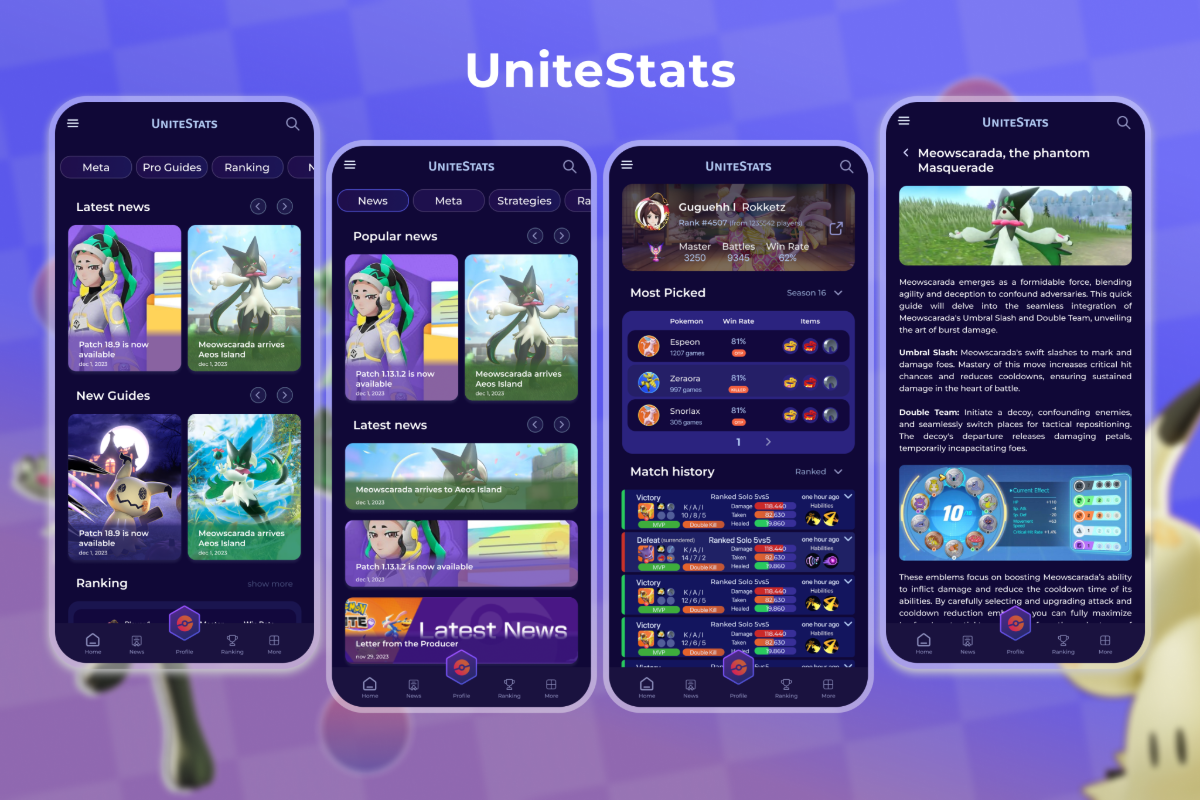 UniteStats
UNITESTATS
Meta
Pro Guides
Ranking
N
Latest news
Patch 18.9 is now
available
dec 1, 2023
Meowscarada arrives
Aeos Island
dec 1, 2023
New Guides
Patch 18.9 is now
available
dec 1, 2023
Meowscarada arrives
Aeos Island
dec 1, 2023
Ranking
show more
Home
News
Profile
Ranking
More
UNITESTATS
News
Meta
Strategies
Ra
Popular news
Patch 1.13.1.2 is now
available
dec 1, 2023
Meowscarada arrives
Aeos Island
dec 1, 2023
Latest news
Meowscarada arrives to Aeos Island
dec 1, 2023
Patch 1.13.1.2 is now available
dec 1, 2023
Latest News
Letter from the Producer
nov 29, 2023
Home
News
Profile
Ranking
More
UNITESTATS
Guguehh | Rokketz
Rank #4507 (from 1235542 players)
Master Battles Win Rate
3250 9345 62%
Most Picked
Season 16
Pokemon Win Rate Items
Espeon 81%
1207 games
Zeraora 81%
997 games
Snorlax 81%
305 games
1
Match history
Ranked
Victory Ranked Solo 5vs5 one hour ago
K / A / I Damage 118.440 Habilities
10 / 8 / 5 Taken 82.630
MVP Double Kill Healed 19.860
Defeat (surrendered) Ranked Solo 5vs5 one hour ago
K / A / I Damage 118.440 Habilities
14 / 7 / 2 Taken 82.630
MVP Double Kill Healed 19.860
Victory Ranked Solo 5vs5 one hour ago
K / A / I Damage 118.440 Habilities
12 / 6 / 5 Taken 82.630
MVP Double Kill Healed 19.860
Victory Ranked Solo 5vs5 one hour ago
K / A / I Damage 118.440 Habilities
12 / 6 / 5 Taken 82.630
MVP Double Kill Healed 19.860
Home
News
Profile
Ranking
More
UNITESTATS
Meowscarada, the phantom
Masquerade
Meowscarada emerges as a formidable force, blending
agility and deception to confound adversaries. This quick
guide will delve into the seamless integration of
Meowscarada's Umbral Slash and Double Team, unveiling
the art of burst damage.
Umbral Slash: Meowscarada's swift slashes to mark and
damage foes. Mastery of this move increases critical hit
chances and reduces cooldowns, ensuring sustained
damage in the heart of battle.
Double Team: Initiate a decoy, confounding enemies,
and seamlessly switch places for tactical repositioning.
The decoy's departure releases damaging petals,
temporarily incapacitating foes.
10
Current Effect
These emblems focus on boosting Meowscarada's ability
to inflict damage and reduce the cooldown time of its
abilities. By carefully selecting and upgrading attack and
cooldown reduction you can fully maximize
Home
News
Profile
Ranking
More